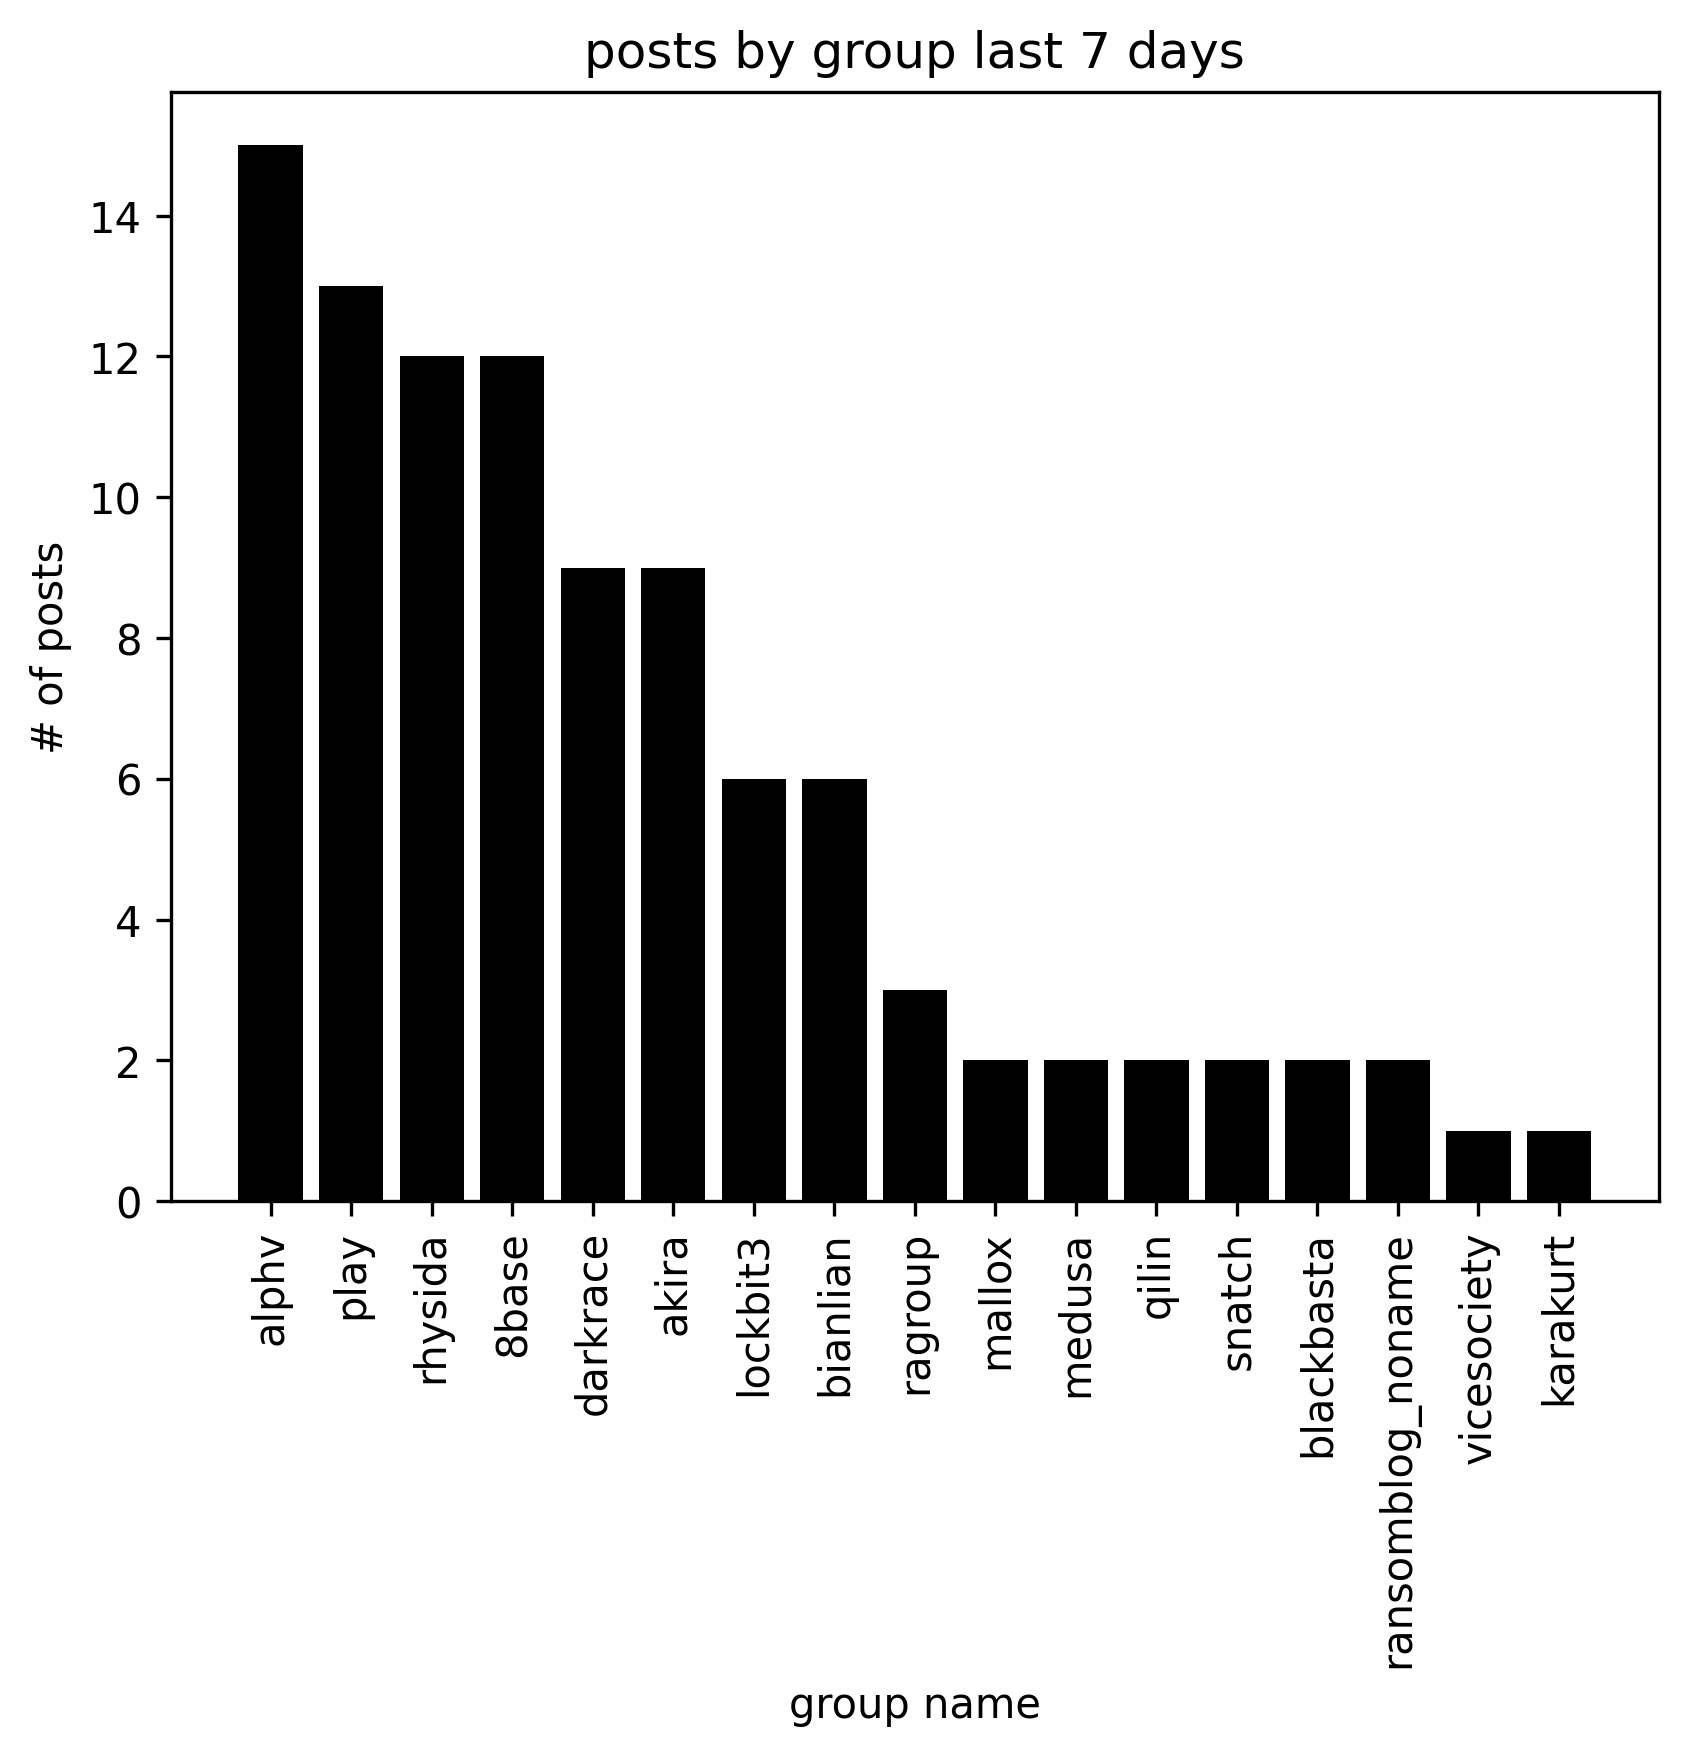 posts by group last 7 days
# of posts
14
12
10
8
6
4
2
0
alphv
play
rhysida
8base
darkrace
akira
lockbit3
bianlian
ragroup
mallox
medusa
qilin
snatch
blackbasta
ransomblog_noname
vicesociety
karakurt
group name